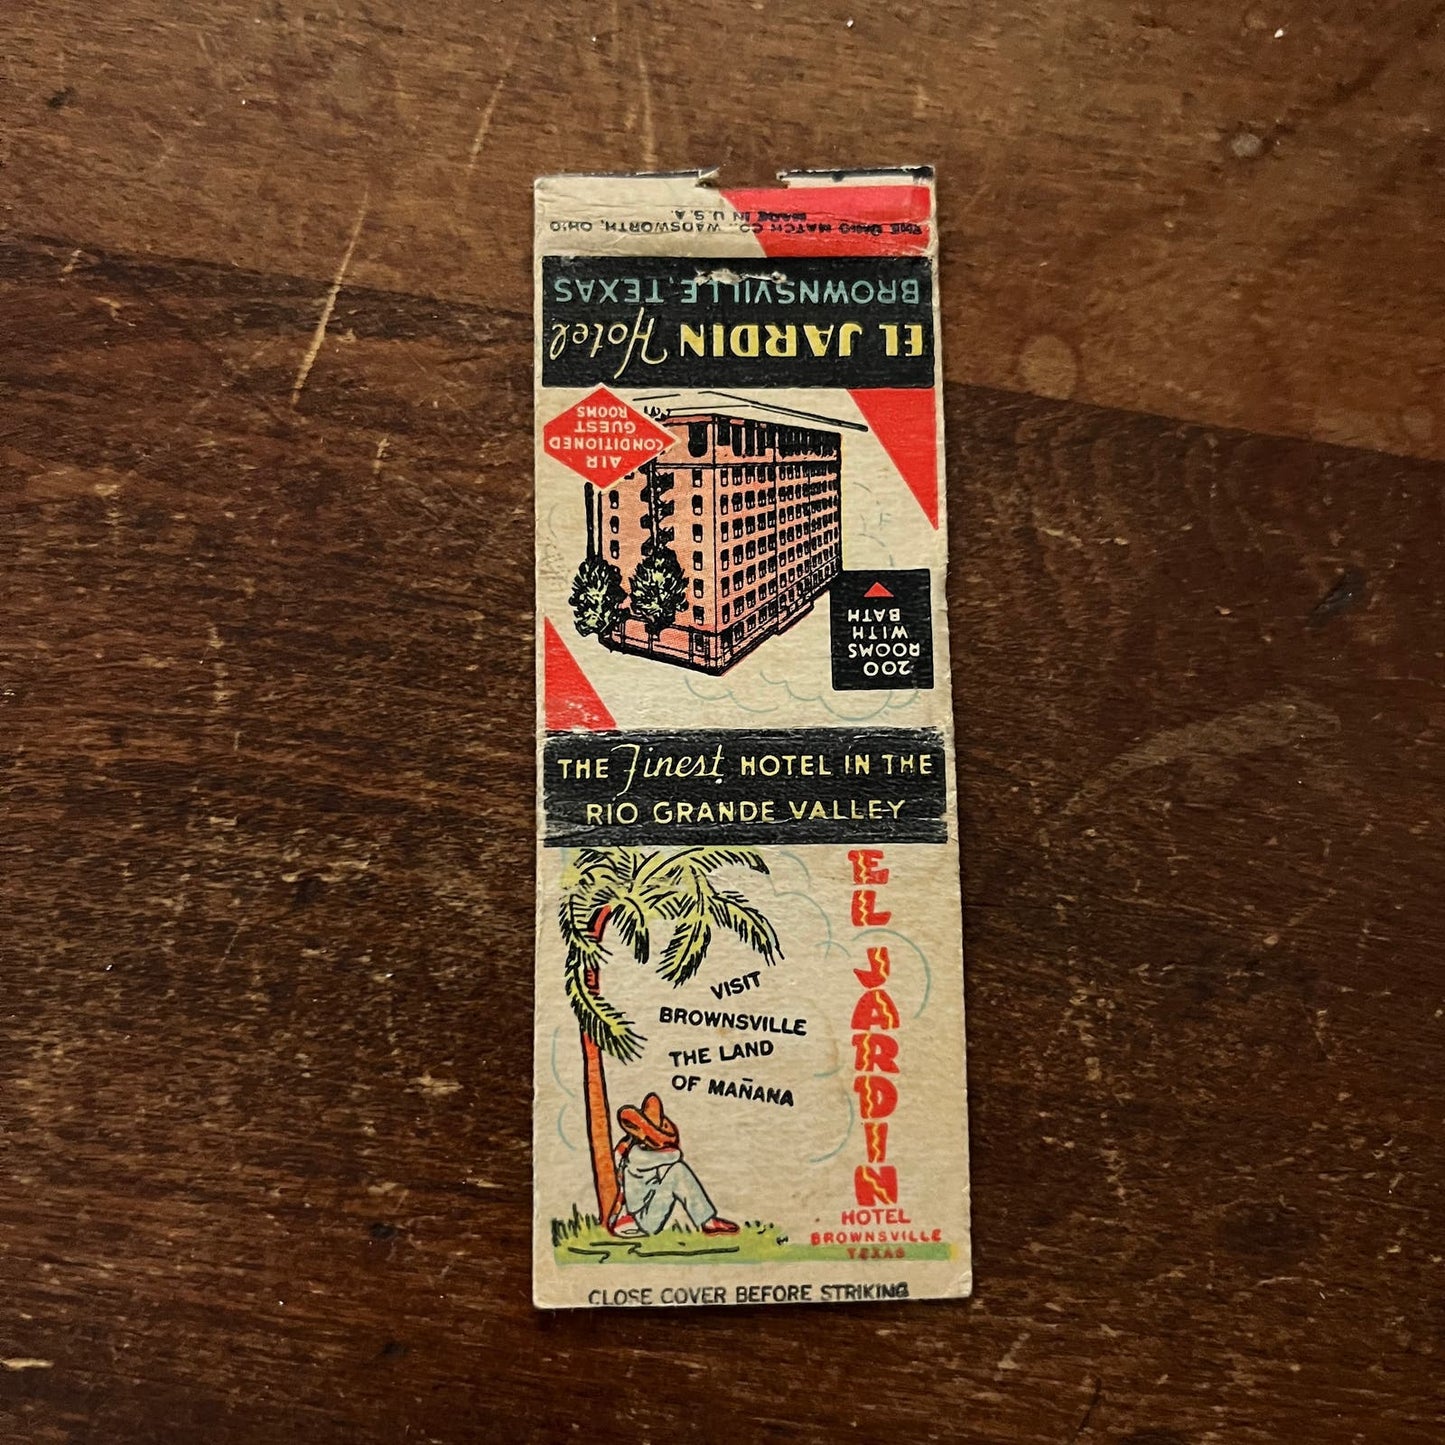 THE OHIO MATCH CO., WADSWORTH, OHIO
MADE IN U.S.A.
EL JARDIN Hotel
BROWNSVILLE, TEXAS
AIR
CONDITIONED
GUEST
ROOMS
200
ROOMS
WITH
BATH
THE Finest HOTEL IN THE
RIO GRANDE VALLEY
VISIT
BROWNSVILLE
THE LAND
OF MAÑANA
EL JARDIN
HOTEL
BROWNSVILLE
TEXAS
CLOSE COVER BEFORE STRIKING